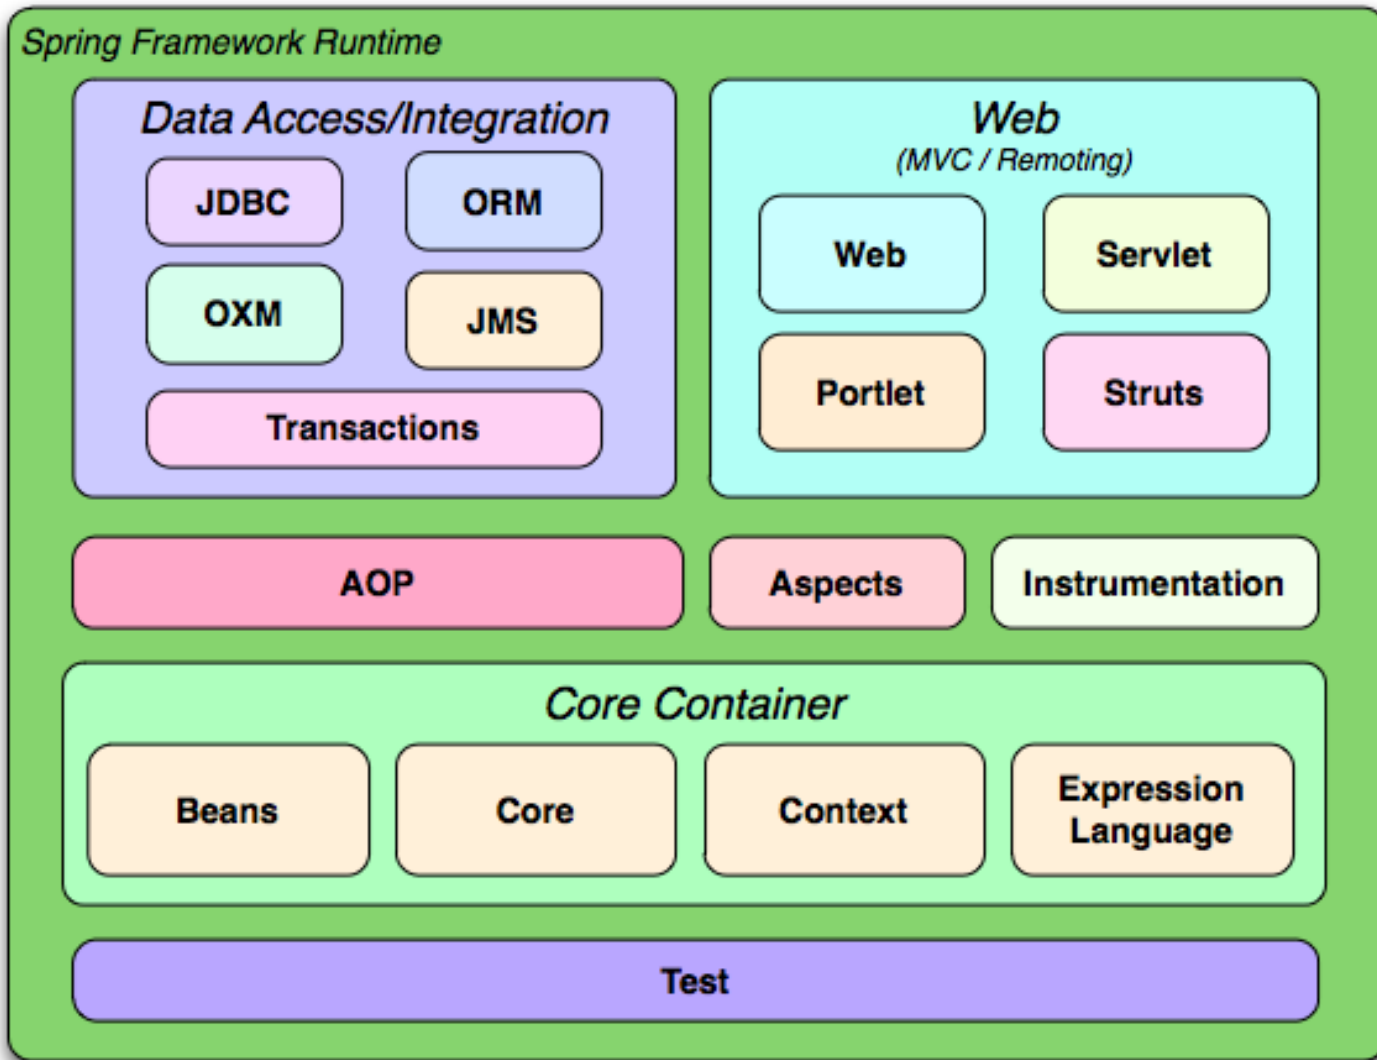 Spring Framework Runtime
Data Access/Integration
JDBC
ORM
OXM
JMS
Transactions
Web
(MVC / Remoting)
Web
Servlet
Portlet
Struts
AOP
Aspects
Instrumentation
Core Container
Beans
Core
Context
Expression
Language
Test